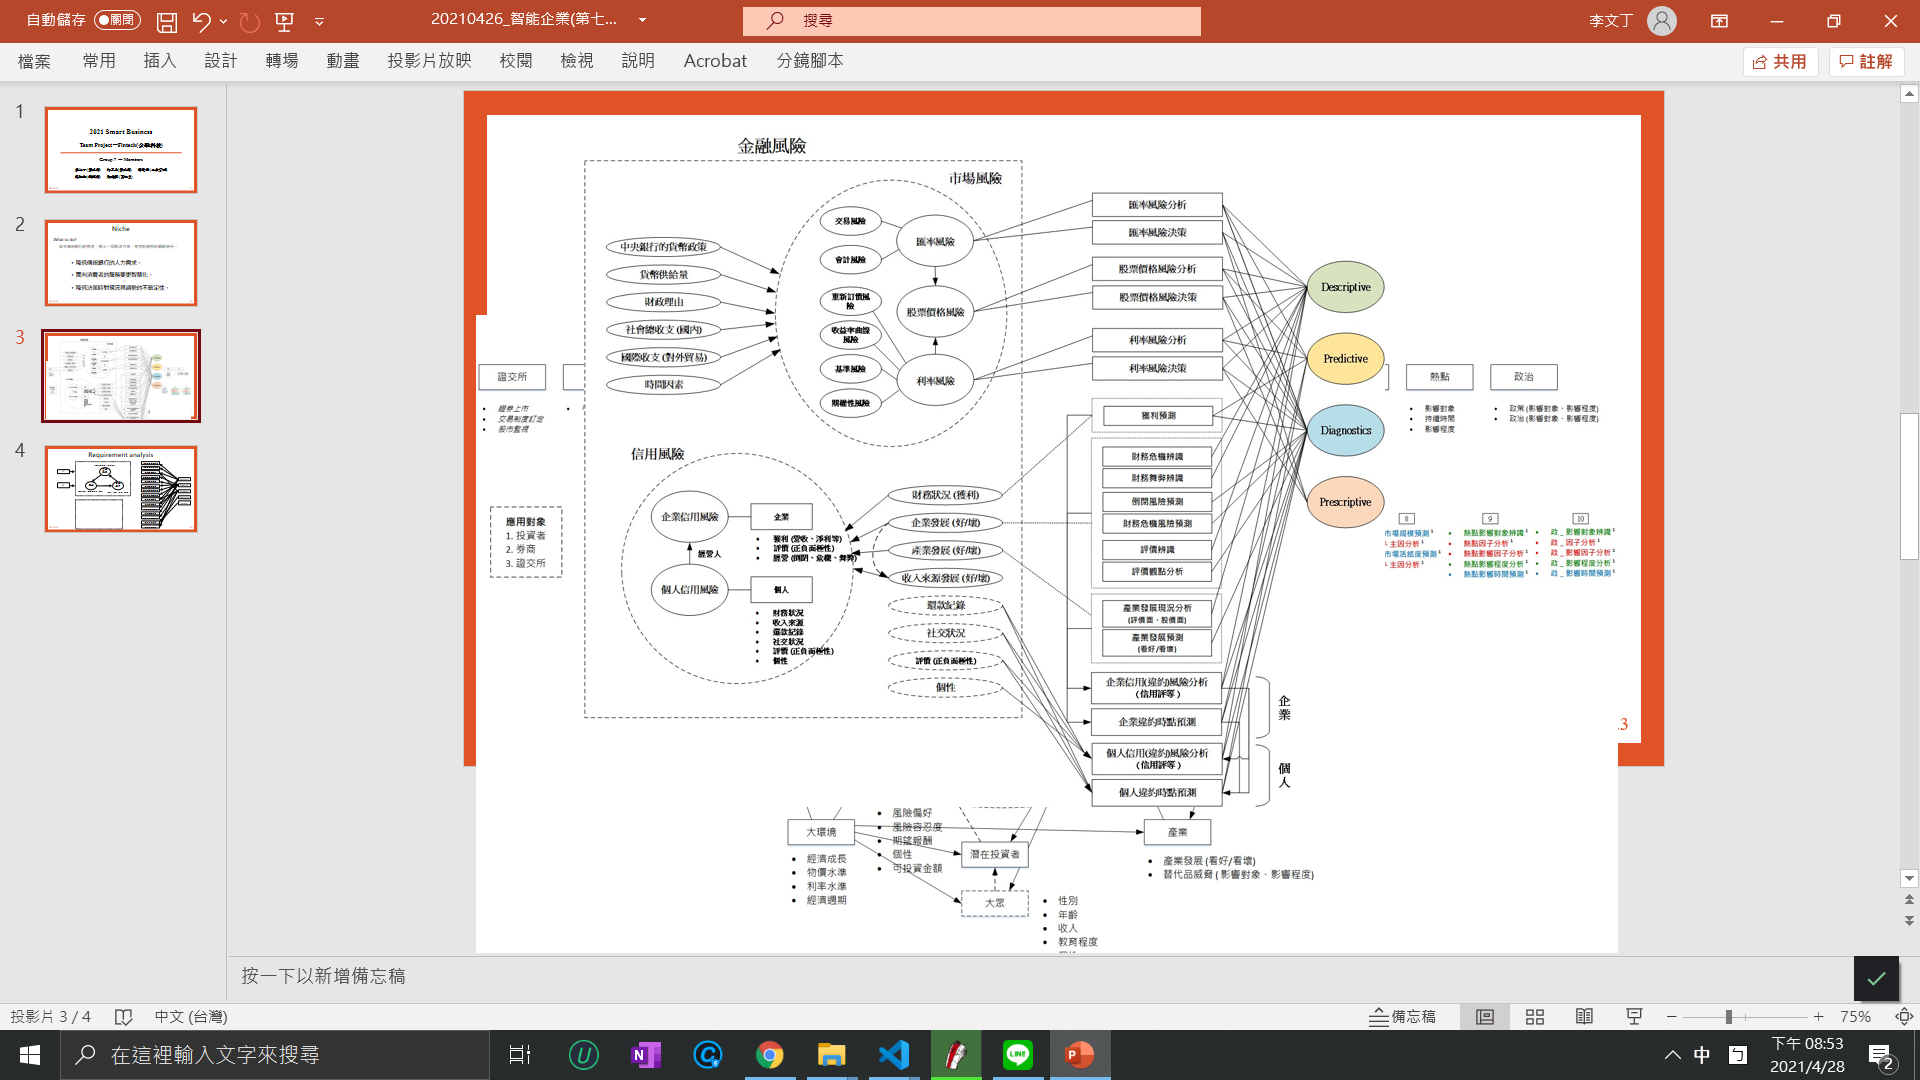 自動儲存
關閉
20210426_智能企業(第七...
搜尋
李文丁
檔案
常用
插入
設計
轉場
動畫
投影片放映
校閱
檢視
說明
Acrobat
分鏡腳本
共用
註解
1
2021 Smart Business
2
Niche
What to do?
3
4
Requirement analysis
金融風險
市場風險
中央銀行的貨幣政策
貨幣供給量
財政理由
社會總收支 (國內)
國際收支 (對外貿易)
時間因素
交易風險
會計風險
重新訂價風
險
收益率曲線
風險
基準風險
期權性風險
匯率風險
股票價格風險
利率風險
信用風險
企業信用風險
經營人
個人信用風險
企業
• 獲利 (營收、淨利等)
• 評價 (正負面極性)
• 經營 (倒閉、危機、舞弊)
個人
• 財務狀況
• 收入來源
• 還款紀錄
• 社交狀況
• 評價 (正負面極性)
• 個性
財務狀況 (獲利)
企業發展 (好/壞)
產業發展 (好/壞)
收入來源發展 (好/壞)
還款紀錄
社交狀況
評價 (正負面極性)
個性
匯率風險分析
匯率風險決策
股票價格風險分析
股票價格風險決策
利率風險分析
利率風險決策
獲利預測
財務危機辨識
財務舞弊辨識
倒閉風險預測
財務危機風險預測
評價辨識
評價觀點分析
產業發展現況分析
(評價面、股價面)
產業發展預測
(看好/看壞)
企業信用(違約)風險分析
(信用評等)
企業違約時點預測
個人信用(違約)風險分析
(信用評等)
個人違約時點預測
企業
個人
Descriptive
Predictive
Diagnostics
Prescriptive
證交所
• 證券上市
• 交易制度訂定
• 股市監視
應用對象
1. 投資者
2. 券商
3. 證交所
熱點
• 影響對象
• 持續時間
• 影響程度
政治
• 政策 (影響對象、影響程度)
• 政治 (影響對象、影響程度)
8
市場規模預測¹
主因分析¹
市場活絡度預測¹
主因分析¹
9
• 熱點影響對象辨識¹
• 熱點因子分析¹
• 熱點影響因子分析¹
• 熱點影響程度分析¹
• 熱點影響時間預測¹
10
• 政 _ 影響對象辨識¹
• 政 _ 因子分析¹
• 政 _ 影響因子分析¹
• 政 _ 影響程度分析¹
• 政 _ 影響時間預測¹
3
大環境
• 經濟成長
• 物價水準
• 利率水準
• 經濟週期
• 風險偏好
• 風險容忍度
• 期望報酬
• 個性
• 可投資金額
潛在投資者
大眾
• 性別
• 年齡
• 收入
• 教育程度
產業
• 產業發展 (看好/看壞)
• 替代品威脅 ( 影響對象、影響程度)
按一下以新增備忘稿
投影片 3 / 4
中文 (台灣)
備忘稿
75%
在這裡輸入文字來搜尋
中
下午 08:53
2021/4/28
2